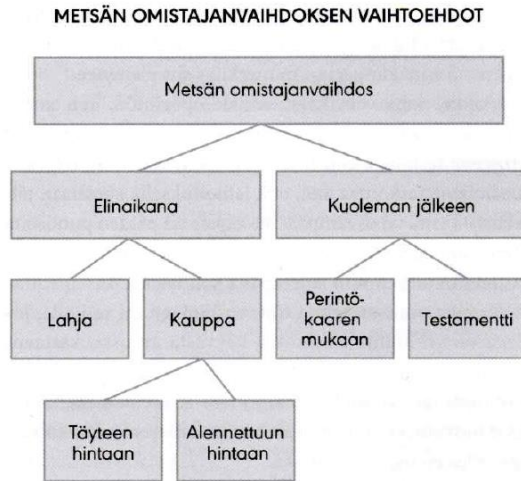 METSÄN OMISTAJANVAIHDOKSEN VAIHTOEHDOT
Metsän omistajanvaihdos
Elinaikana
Kuoleman jälkeen
Lahja
Kauppa
Perintö-
kaaren
mukaan
Testamentti
Täyteen
hintaan
Alennettuun
hintaan